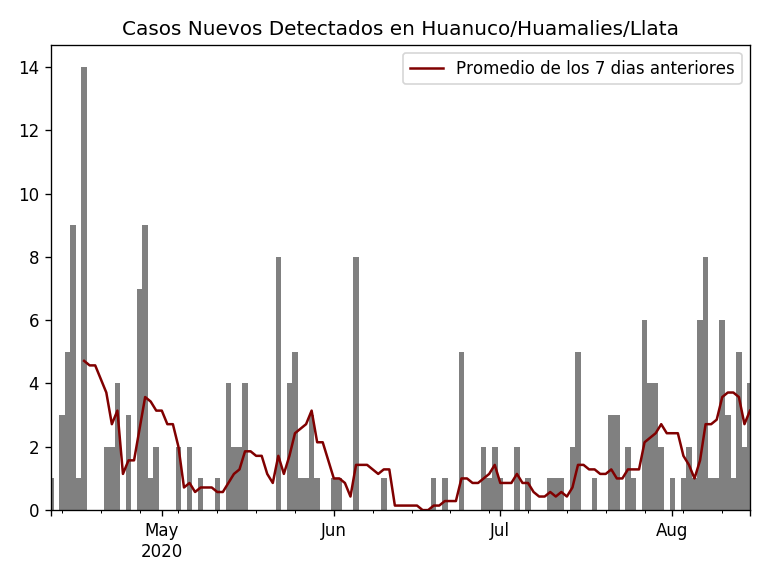 Casos Nuevos Detectados en Huanuco/Huamalies/Llata
Promedio de los 7 dias anteriores
14
12
10
8
6
4
2
0
May
2020
Jun
Jul
Aug